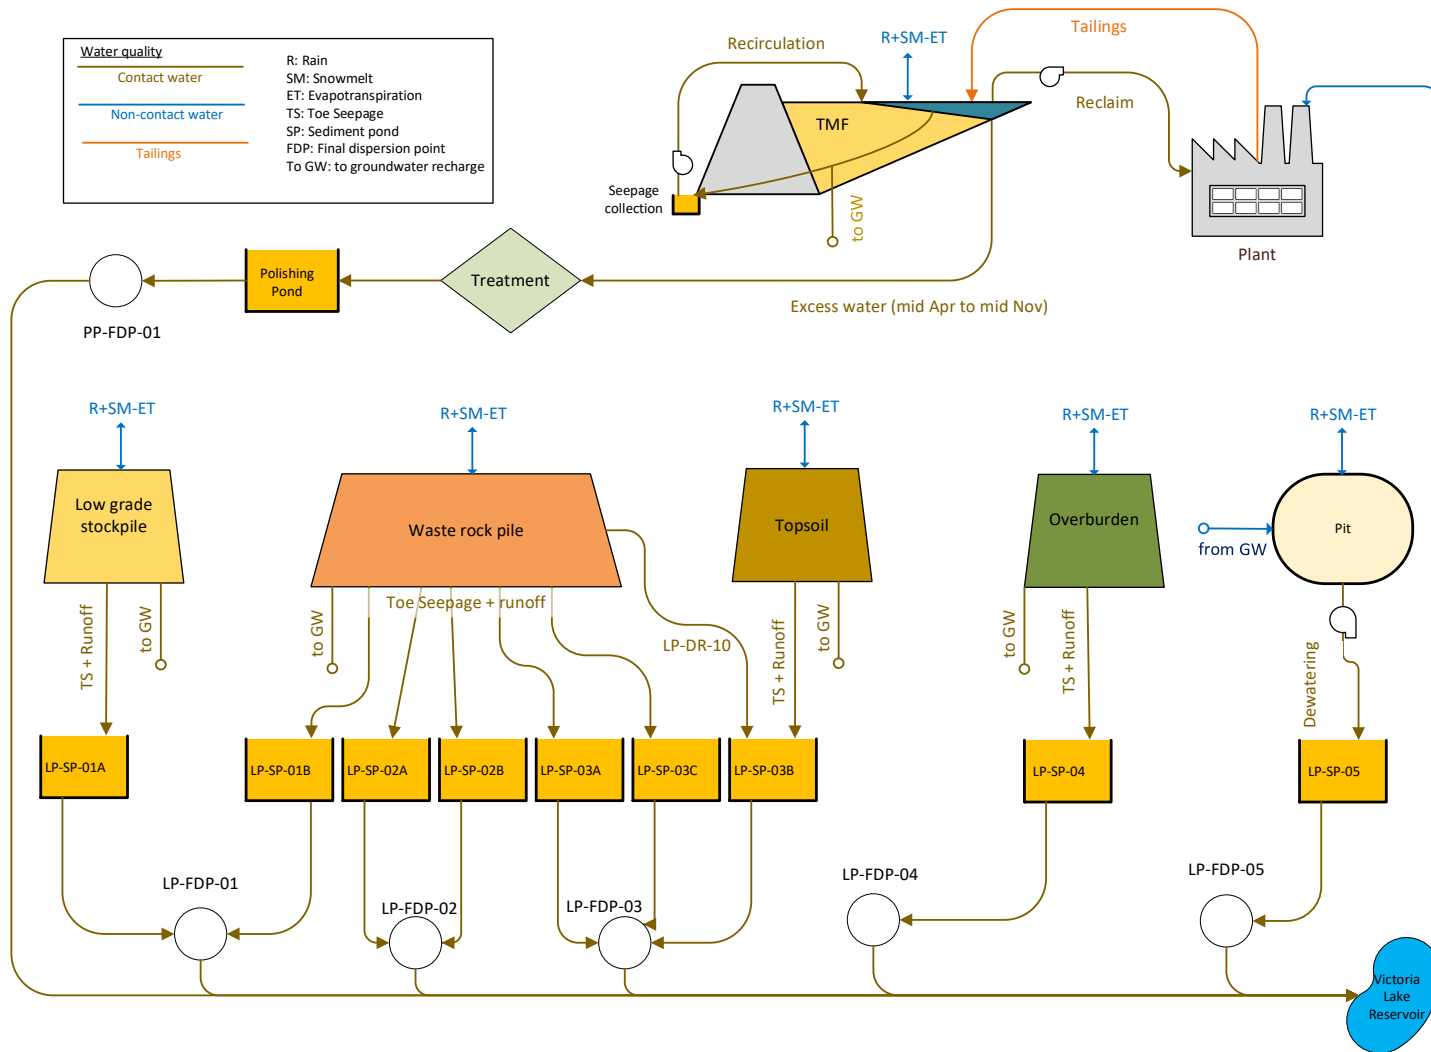 Water quality
Contact water
Non-contact water
Tailings
R: Rain
SM: Snowmelt
ET: Evapotranspiration
TS: Toe Seepage
SP: Sediment pond
FDP: Final dispersion point
To GW: to groundwater recharge
Recirculation
R+SM-ET
Tailings
Reclaim
TMF
Seepage
collection
to GW
Plant
Treatment
Polishing
Pond
PP-FDP-01
Excess water (mid Apr to mid Nov)
R+SM-ET
R+SM-ET
R+SM-ET
R+SM-ET
R+SM-ET
Low grade
stockpile
Waste rock pile
Topsoil
Overburden
Pit
from GW
TS + Runoff
to GW
to GW
Toe Seepage + runoff
LP-DR-10
TS + Runoff
to GW
to GW
TS + Runoff
Dewatering
LP-SP-01A
LP-SP-01B
LP-SP-02A
LP-SP-02B
LP-SP-03A
LP-SP-03C
LP-SP-03B
LP-SP-04
LP-SP-05
LP-FDP-01
LP-FDP-02
LP-FDP-03
LP-FDP-04
LP-FDP-05
Victoria
Lake
Reservoir